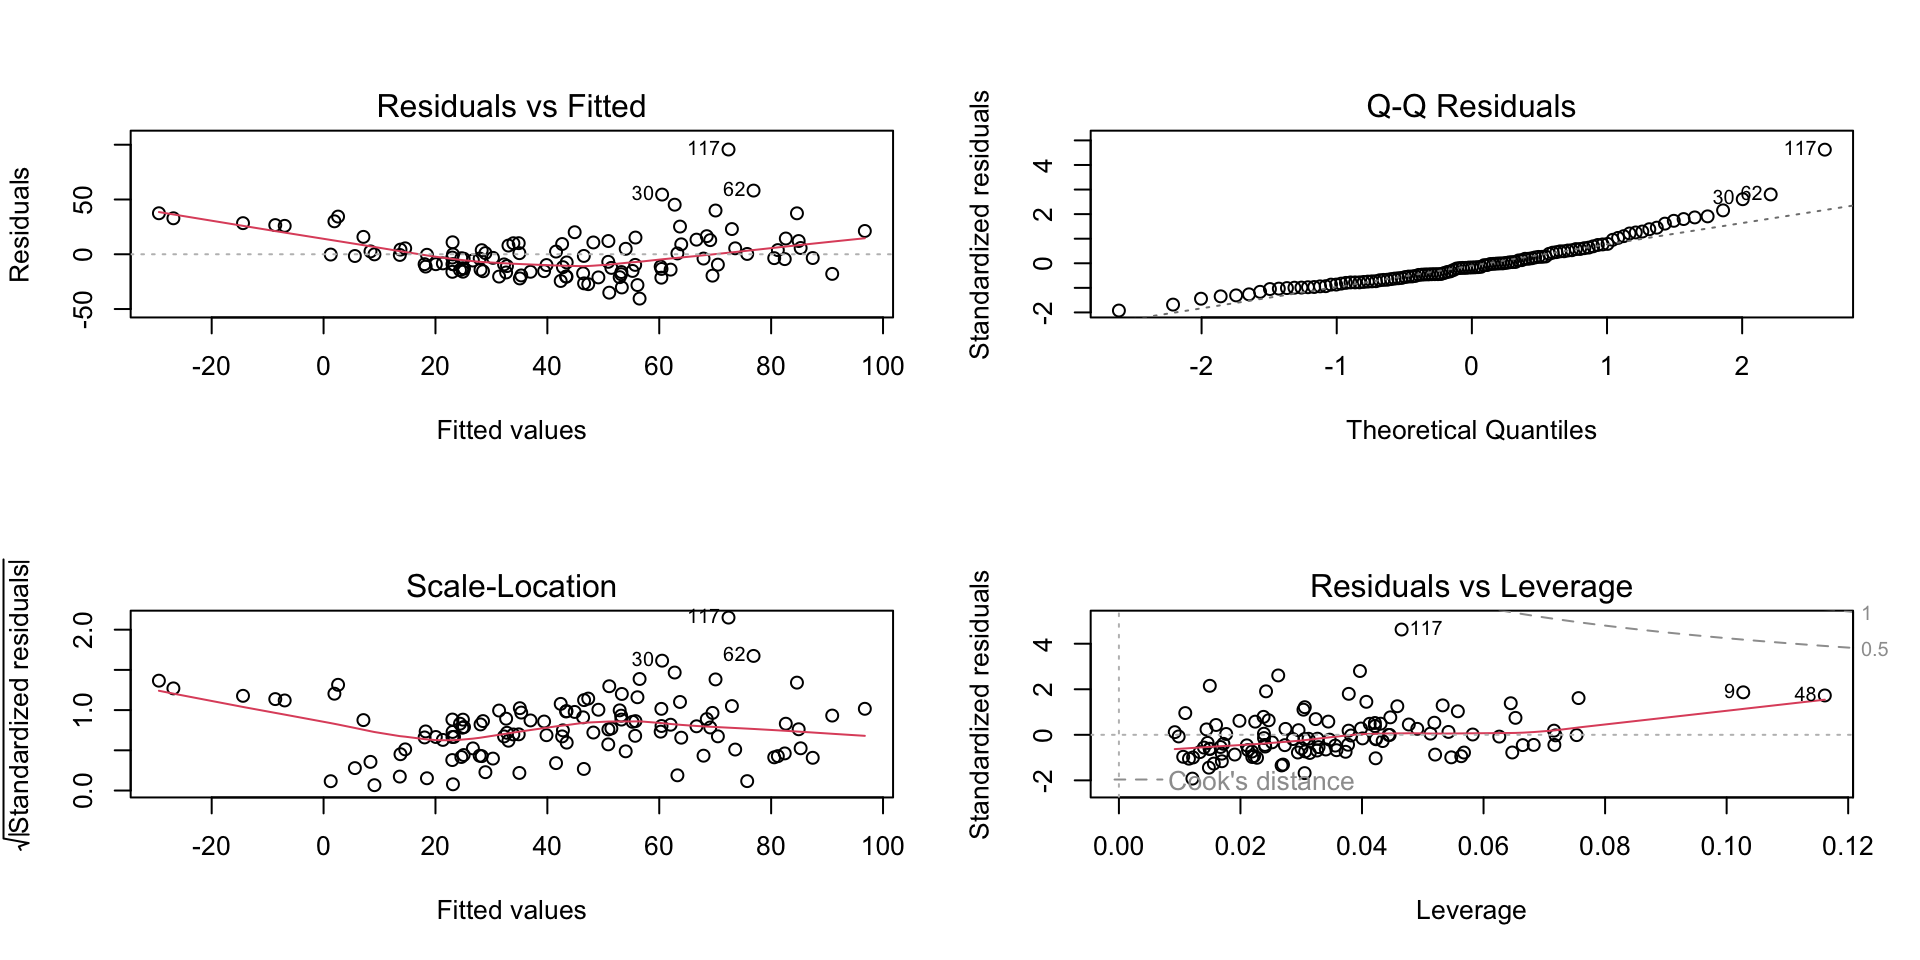 Residuals vs Fitted
Residuals
50
0
-50
117
30
62
-20 0 20 40 60 80 100
Fitted values
Q-Q Residuals
Standardized residuals
4
2
0
-2
117
30
62
-2 -1 0 1 2
Theoretical Quantiles
Scale-Location
√|Standardized residuals|
2.0
1.0
0.0
117
30
62
-20 0 20 40 60 80 100
Fitted values
Residuals vs Leverage
Standardized residuals
4
2
0
-2
117
9
48
1
0.5
Cook's distance
0.00 0.02 0.04 0.06 0.08 0.10 0.12
Leverage